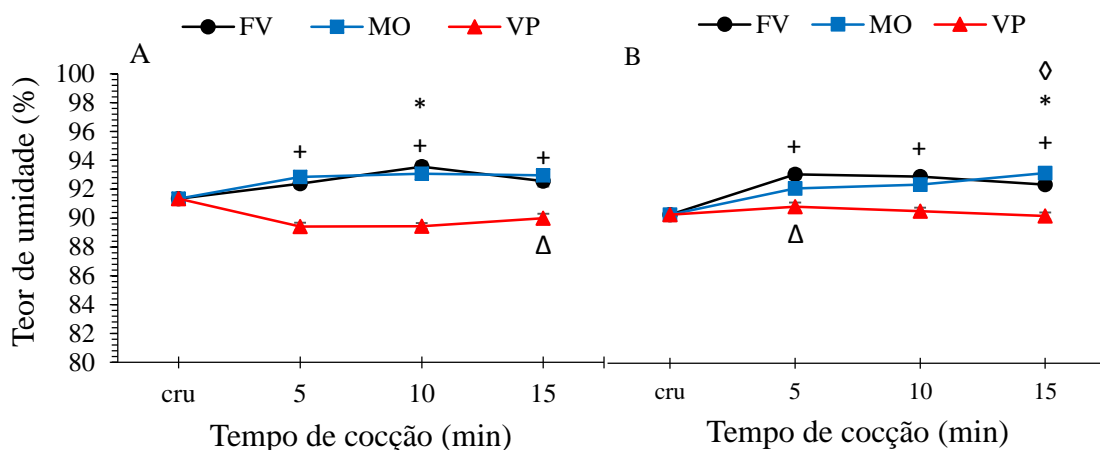 FV MO VP
FV MO VP
A
B
Teor de umidade (%)
100
98
96
94
92
90
88
86
84
82
80
◊
* *
+ + +
+ + +
Δ
Δ
cru 5 10 15
cru 5 10 15
Tempo de cocção (min)
Tempo de cocção (min)